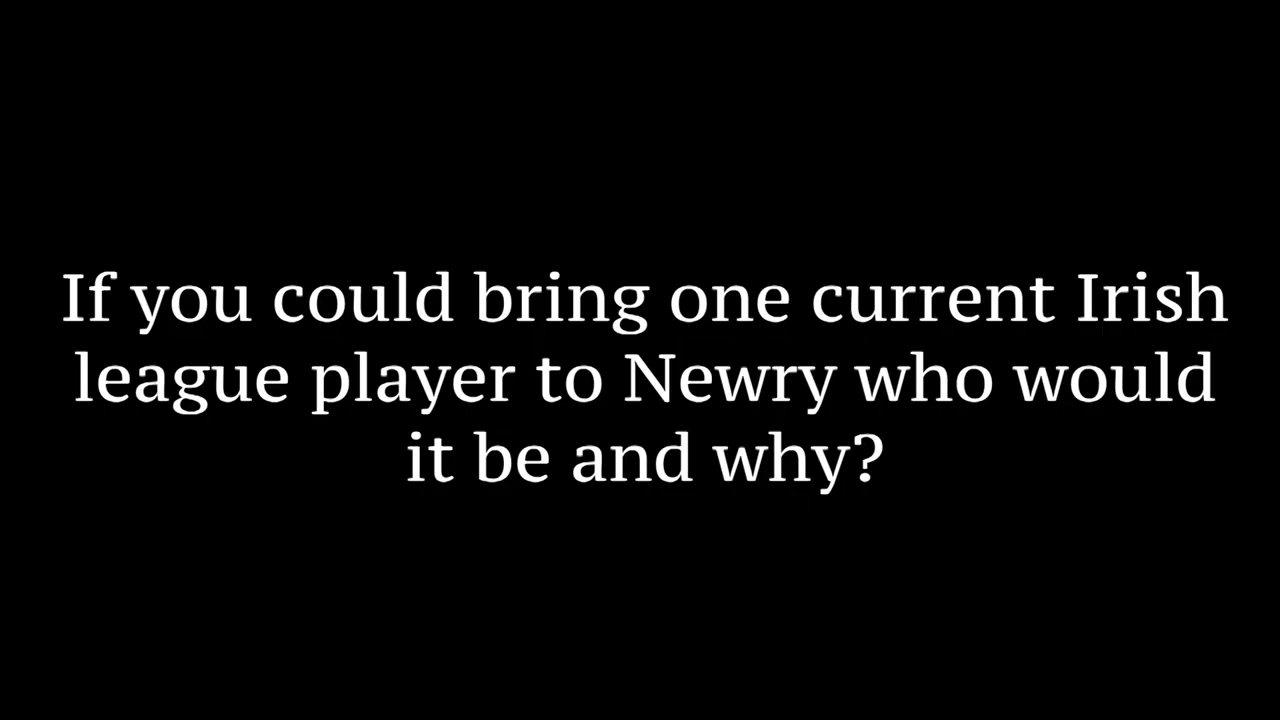 If you could bring one current Irish
league player to Newry who would
it be and why?